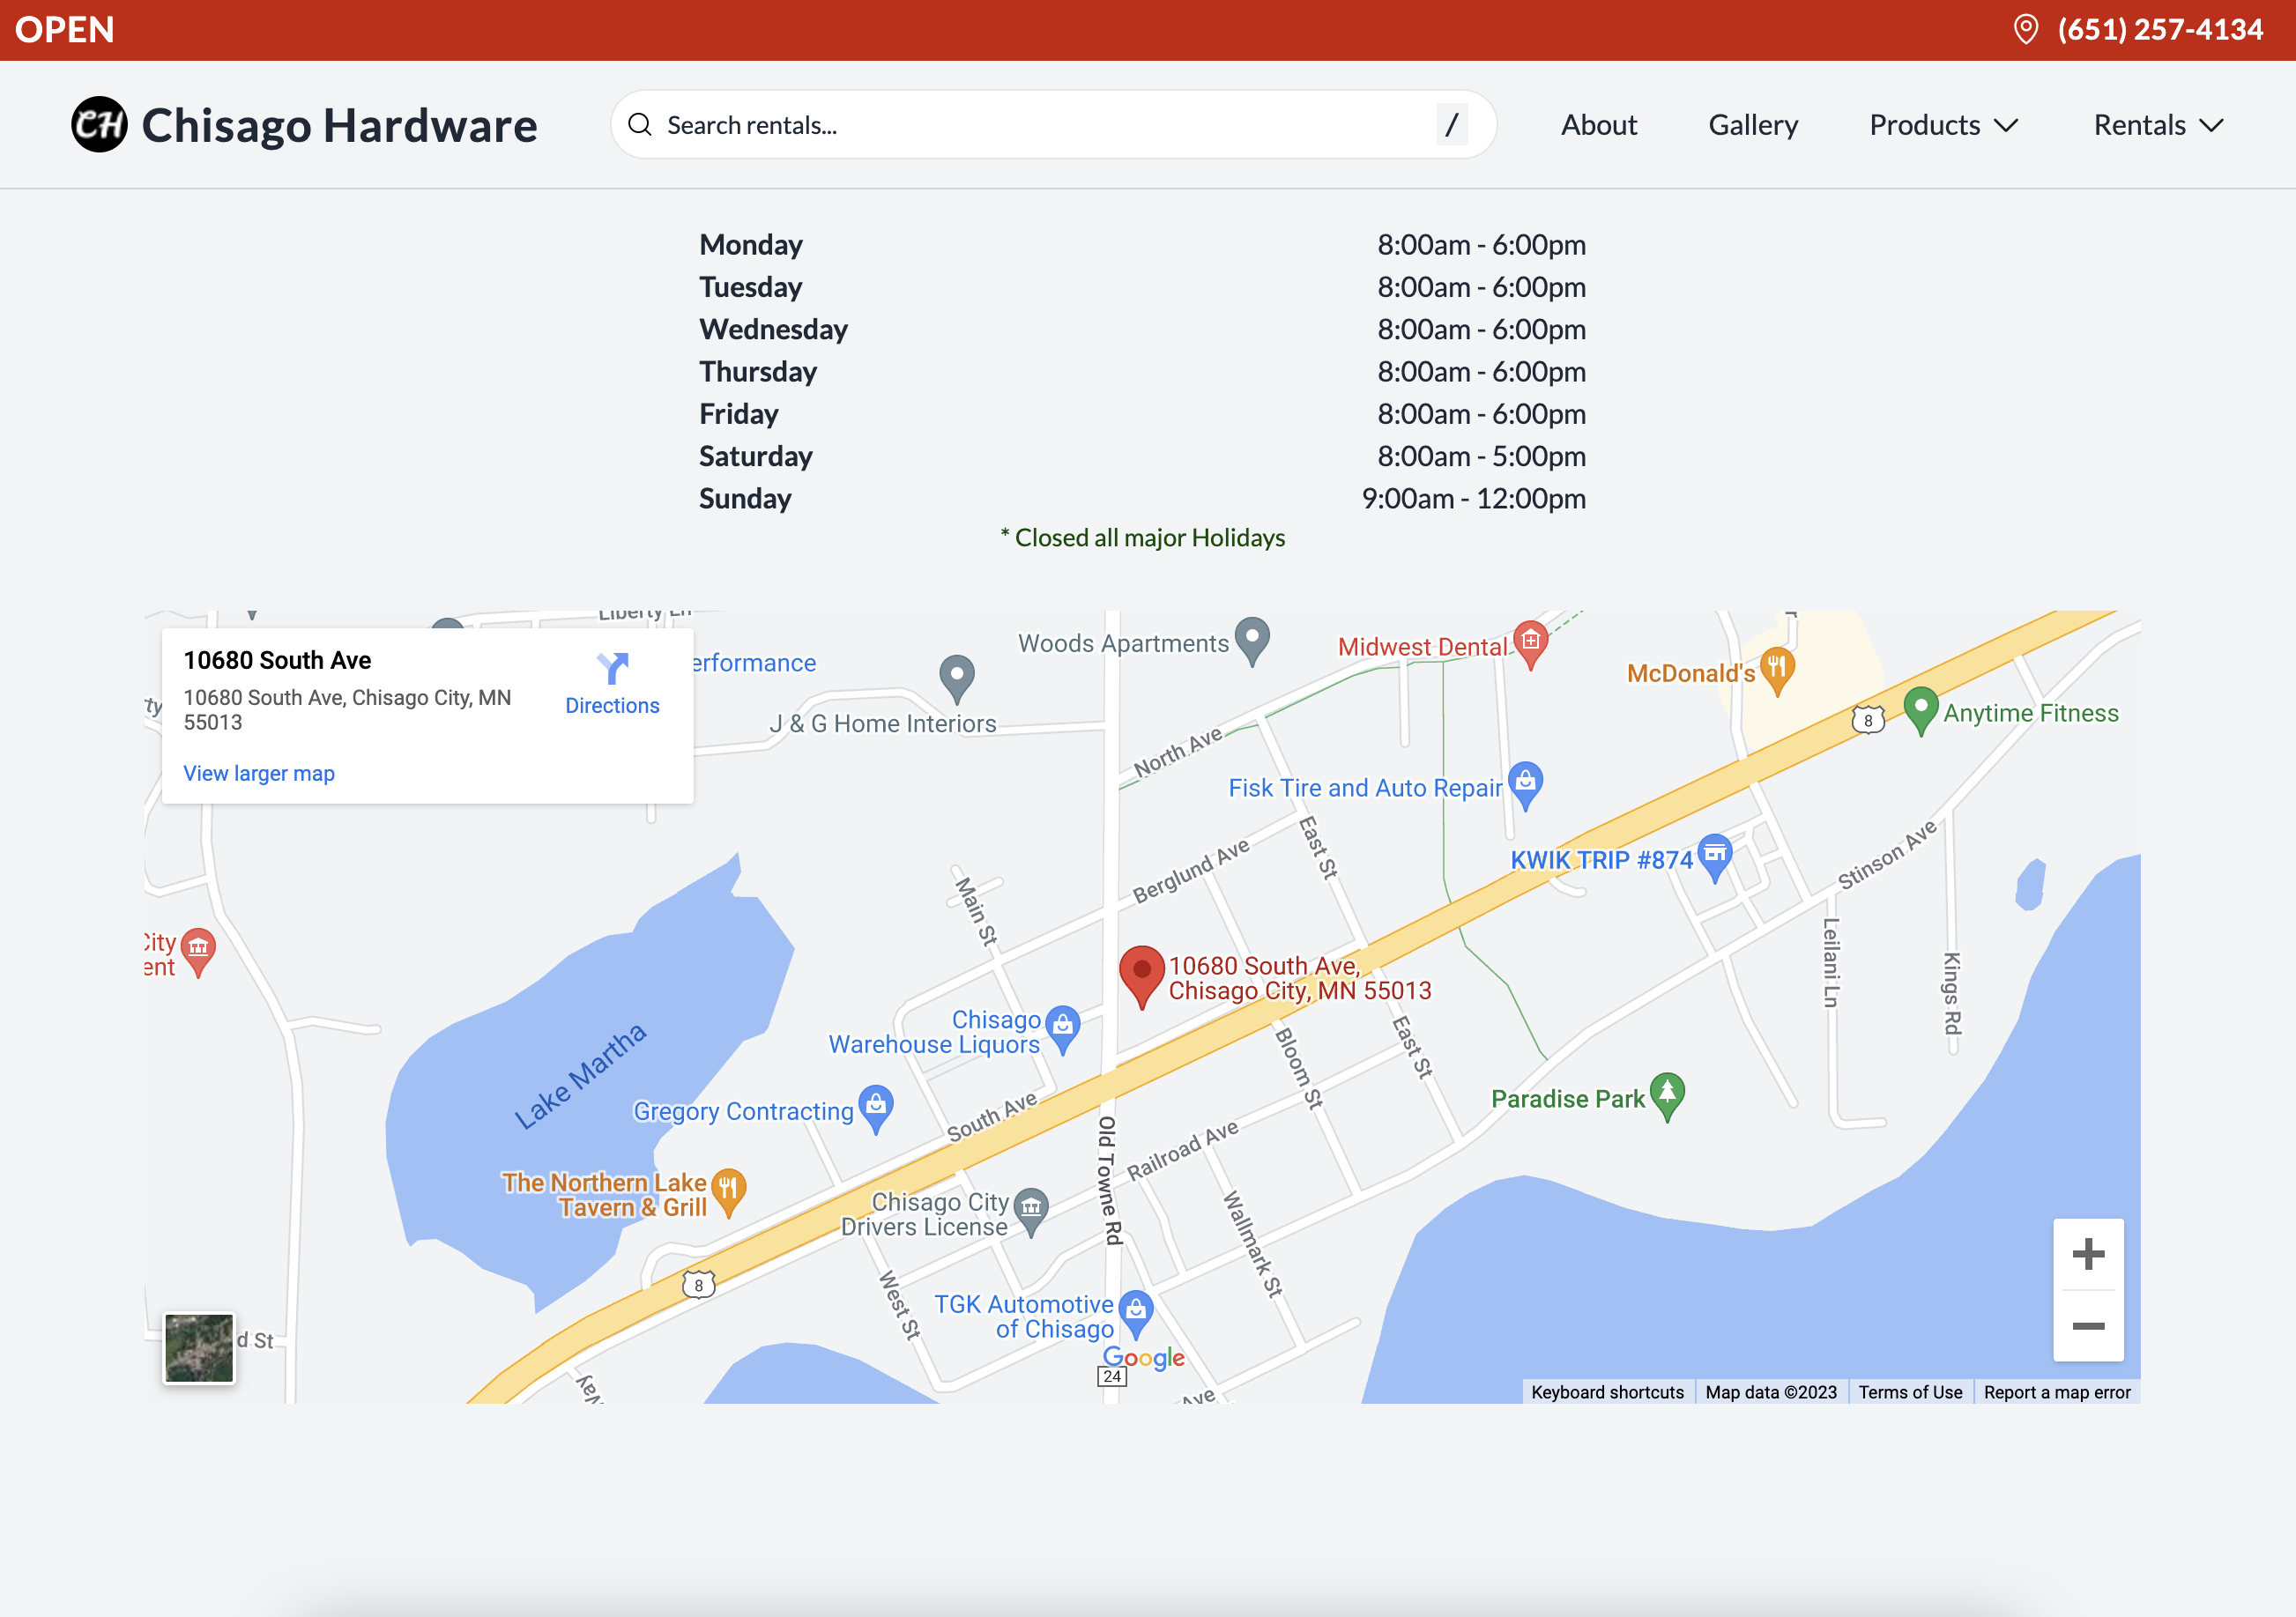 OPEN
(651) 257-4134
CH Chisago Hardware
Search rentals...
/
About
Gallery
Products
Rentals
Monday 8:00am - 6:00pm
Tuesday 8:00am - 6:00pm
Wednesday 8:00am - 6:00pm
Thursday 8:00am - 6:00pm
Friday 8:00am - 6:00pm
Saturday 8:00am - 5:00pm
Sunday 9:00am - 12:00pm
* Closed all major Holidays
Liberty Ln
10680 South Ave
10680 South Ave, Chisago City, MN
55013
Directions
View larger map
erformance
J & G Home Interiors
Woods Apartments
Midwest Dental
McDonald's
8
Anytime Fitness
North Ave
Fisk Tire and Auto Repair
East St
Berglund Ave
KWIK TRIP #874
Stinson Ave
Main St
Leilani Ln
Kings Rd
City
ent
10680 South Ave,
Chisago City, MN 55013
Chisago
Warehouse Liquors
East St
Bloom St
Lake Martha
Gregory Contracting
South Ave
Paradise Park
Old Towne Rd
Railroad Ave
The Northern Lake
Tavern & Grill
Chisago City
Drivers License
Wallmark St
8
West St
TGK Automotive
of Chisago
d St
Google
24
Way
Ave
Keyboard shortcuts
Map data ©2023
Terms of Use
Report a map error